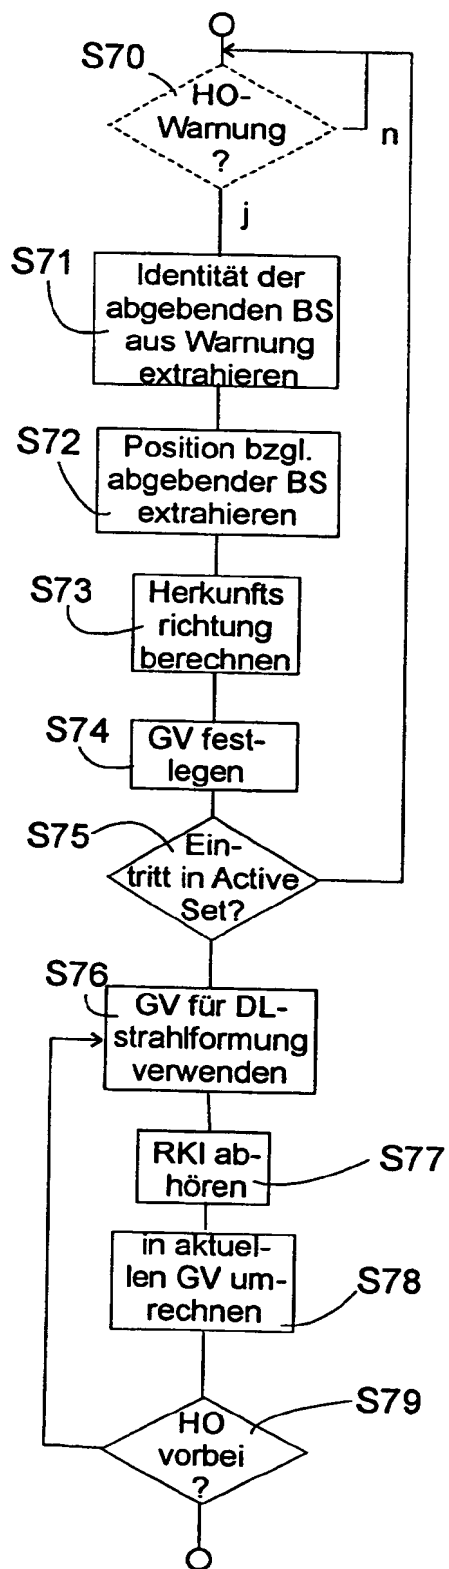 S70
HO-
Warnung
?
n
j
S71
Identität der
abgebenden BS
aus Warnung
extrahieren
S72
Position bzgl.
abgebender BS
extrahieren
S73
Herkunfts
richtung
berechnen
S74
GV fest-
legen
S75
Ein-
tritt in Active
Set?
S76
GV für DL-
strahlformung
verwenden
RKI ab-
hören
S77
in aktuel-
len GV um-
rechnen
S78
S79
HO
vorbei
?